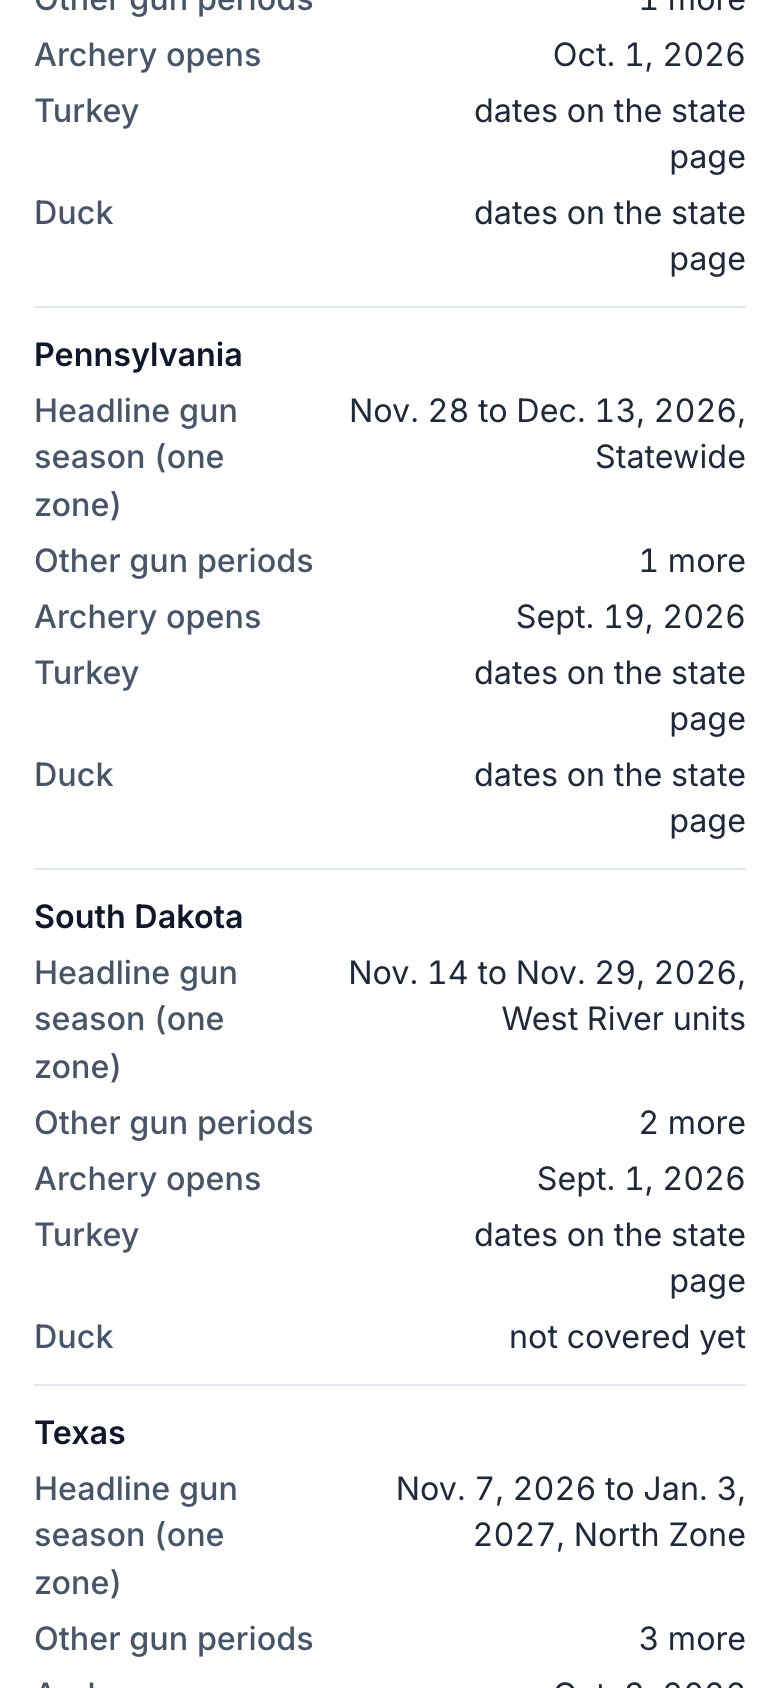 Other gun periods 1 more
Archery opens Oct. 1, 2026
Turkey dates on the state
page
Duck dates on the state
page
Pennsylvania
Headline gun Nov. 28 to Dec. 13, 2026,
season (one Statewide
zone)
Other gun periods 1 more
Archery opens Sept. 19, 2026
Turkey dates on the state
page
Duck dates on the state
page
South Dakota
Headline gun Nov. 14 to Nov. 29, 2026,
season (one West River units
zone)
Other gun periods 2 more
Archery opens Sept. 1, 2026
Turkey dates on the state
page
Duck not covered yet
Texas
Headline gun Nov. 7, 2026 to Jan. 3,
season (one 2027, North Zone
zone)
Other gun periods 3 more